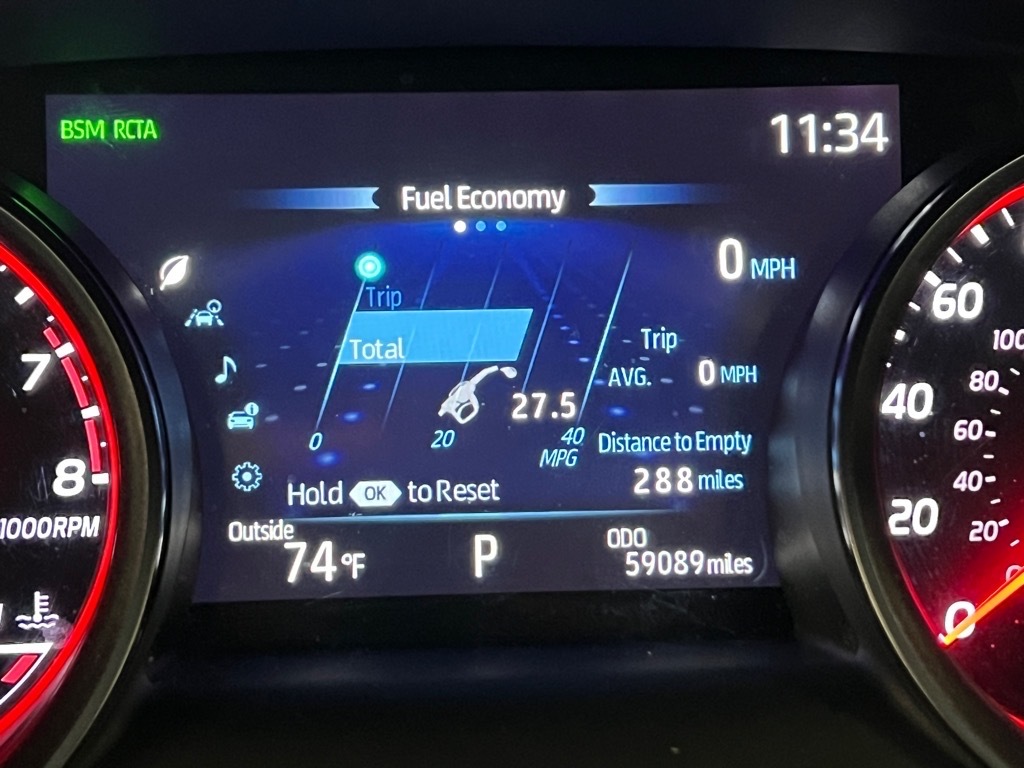 BSM RCTA
11:34
Fuel Economy
0 MPH
Trip
Total
Trip
AVG. 0 MPH
27.5
0 20 40
MPG
Distance to Empty
288 miles
Hold OK to Reset
Outside
74°F
P
ODO
59089 miles
7
8
1000RPM
60
40
20
0
100
80
60
40
20